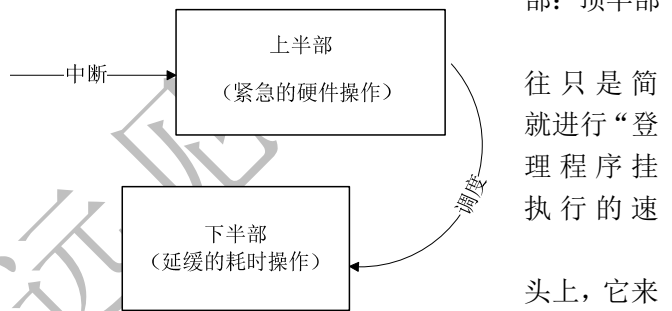 部：顶半部
上半部
中断
（紧急的硬件操作）
往只是简
就进行“登
理程序挂
执行的速
调度
下半部
（延缓的耗时操作）
头上，它来
远见